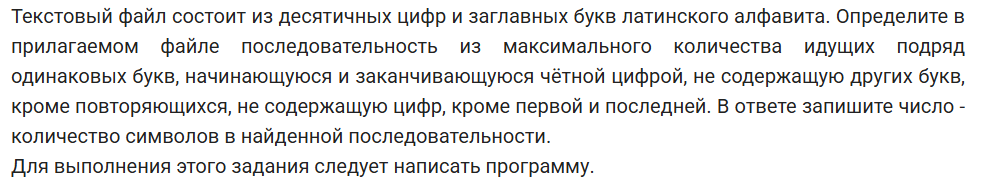 Текстовый файл состоит из десятичных цифр и заглавных букв латинского алфавита. Определите в
прилагаемом файле последовательность из максимального количества идущих подряд
одинаковых букв, начинающуюся и заканчивающуюся чётной цифрой, не содержащую других букв,
кроме повторяющихся, не содержащую цифр, кроме первой и последней. В ответе запишите число -
количество символов в найденной последовательности.
Для выполнения этого задания следует написать программу.